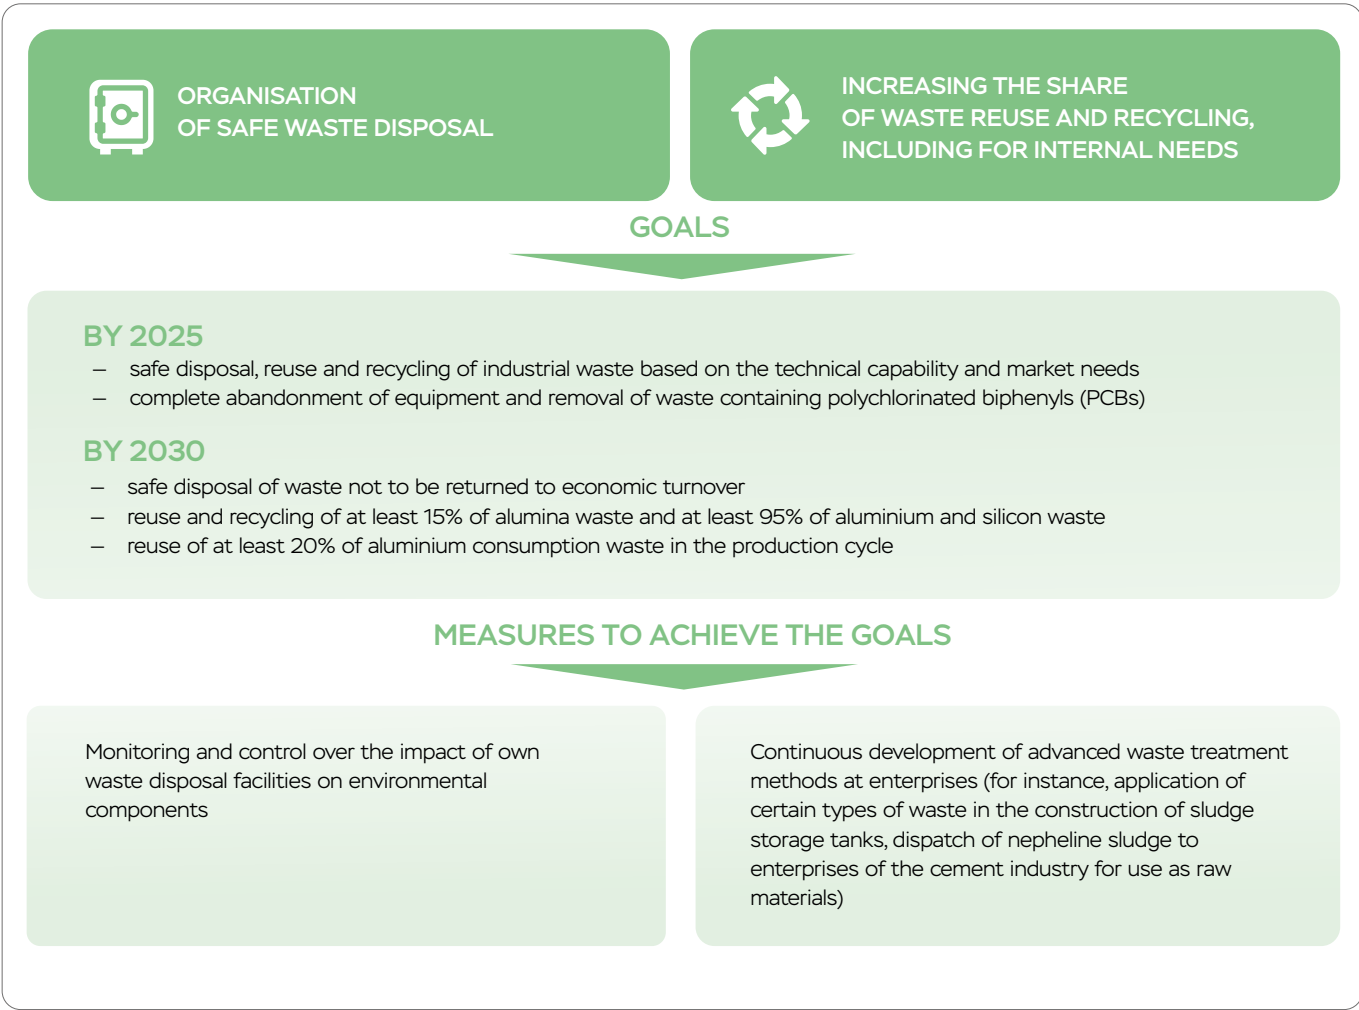 ORGANISATION
OF SAFE WASTE DISPOSAL
INCREASING THE SHARE
OF WASTE REUSE AND RECYCLING,
INCLUDING FOR INTERNAL NEEDS
GOALS
BY 2025
— safe disposal, reuse and recycling of industrial waste based on the technical capability and market needs
— complete abandonment of equipment and removal of waste containing polychlorinated biphenyls (PCBs)
BY 2030
— safe disposal of waste not to be returned to economic turnover
— reuse and recycling of at least 15% of alumina waste and at least 95% of aluminium and silicon waste
— reuse of at least 20% of aluminium consumption waste in the production cycle
MEASURES TO ACHIEVE THE GOALS
Monitoring and control over the impact of own
waste disposal facilities on environmental
components
Continuous development of advanced waste treatment
methods at enterprises (for instance, application of
certain types of waste in the construction of sludge
storage tanks, dispatch of nepheline sludge to
enterprises of the cement industry for use as raw
materials)